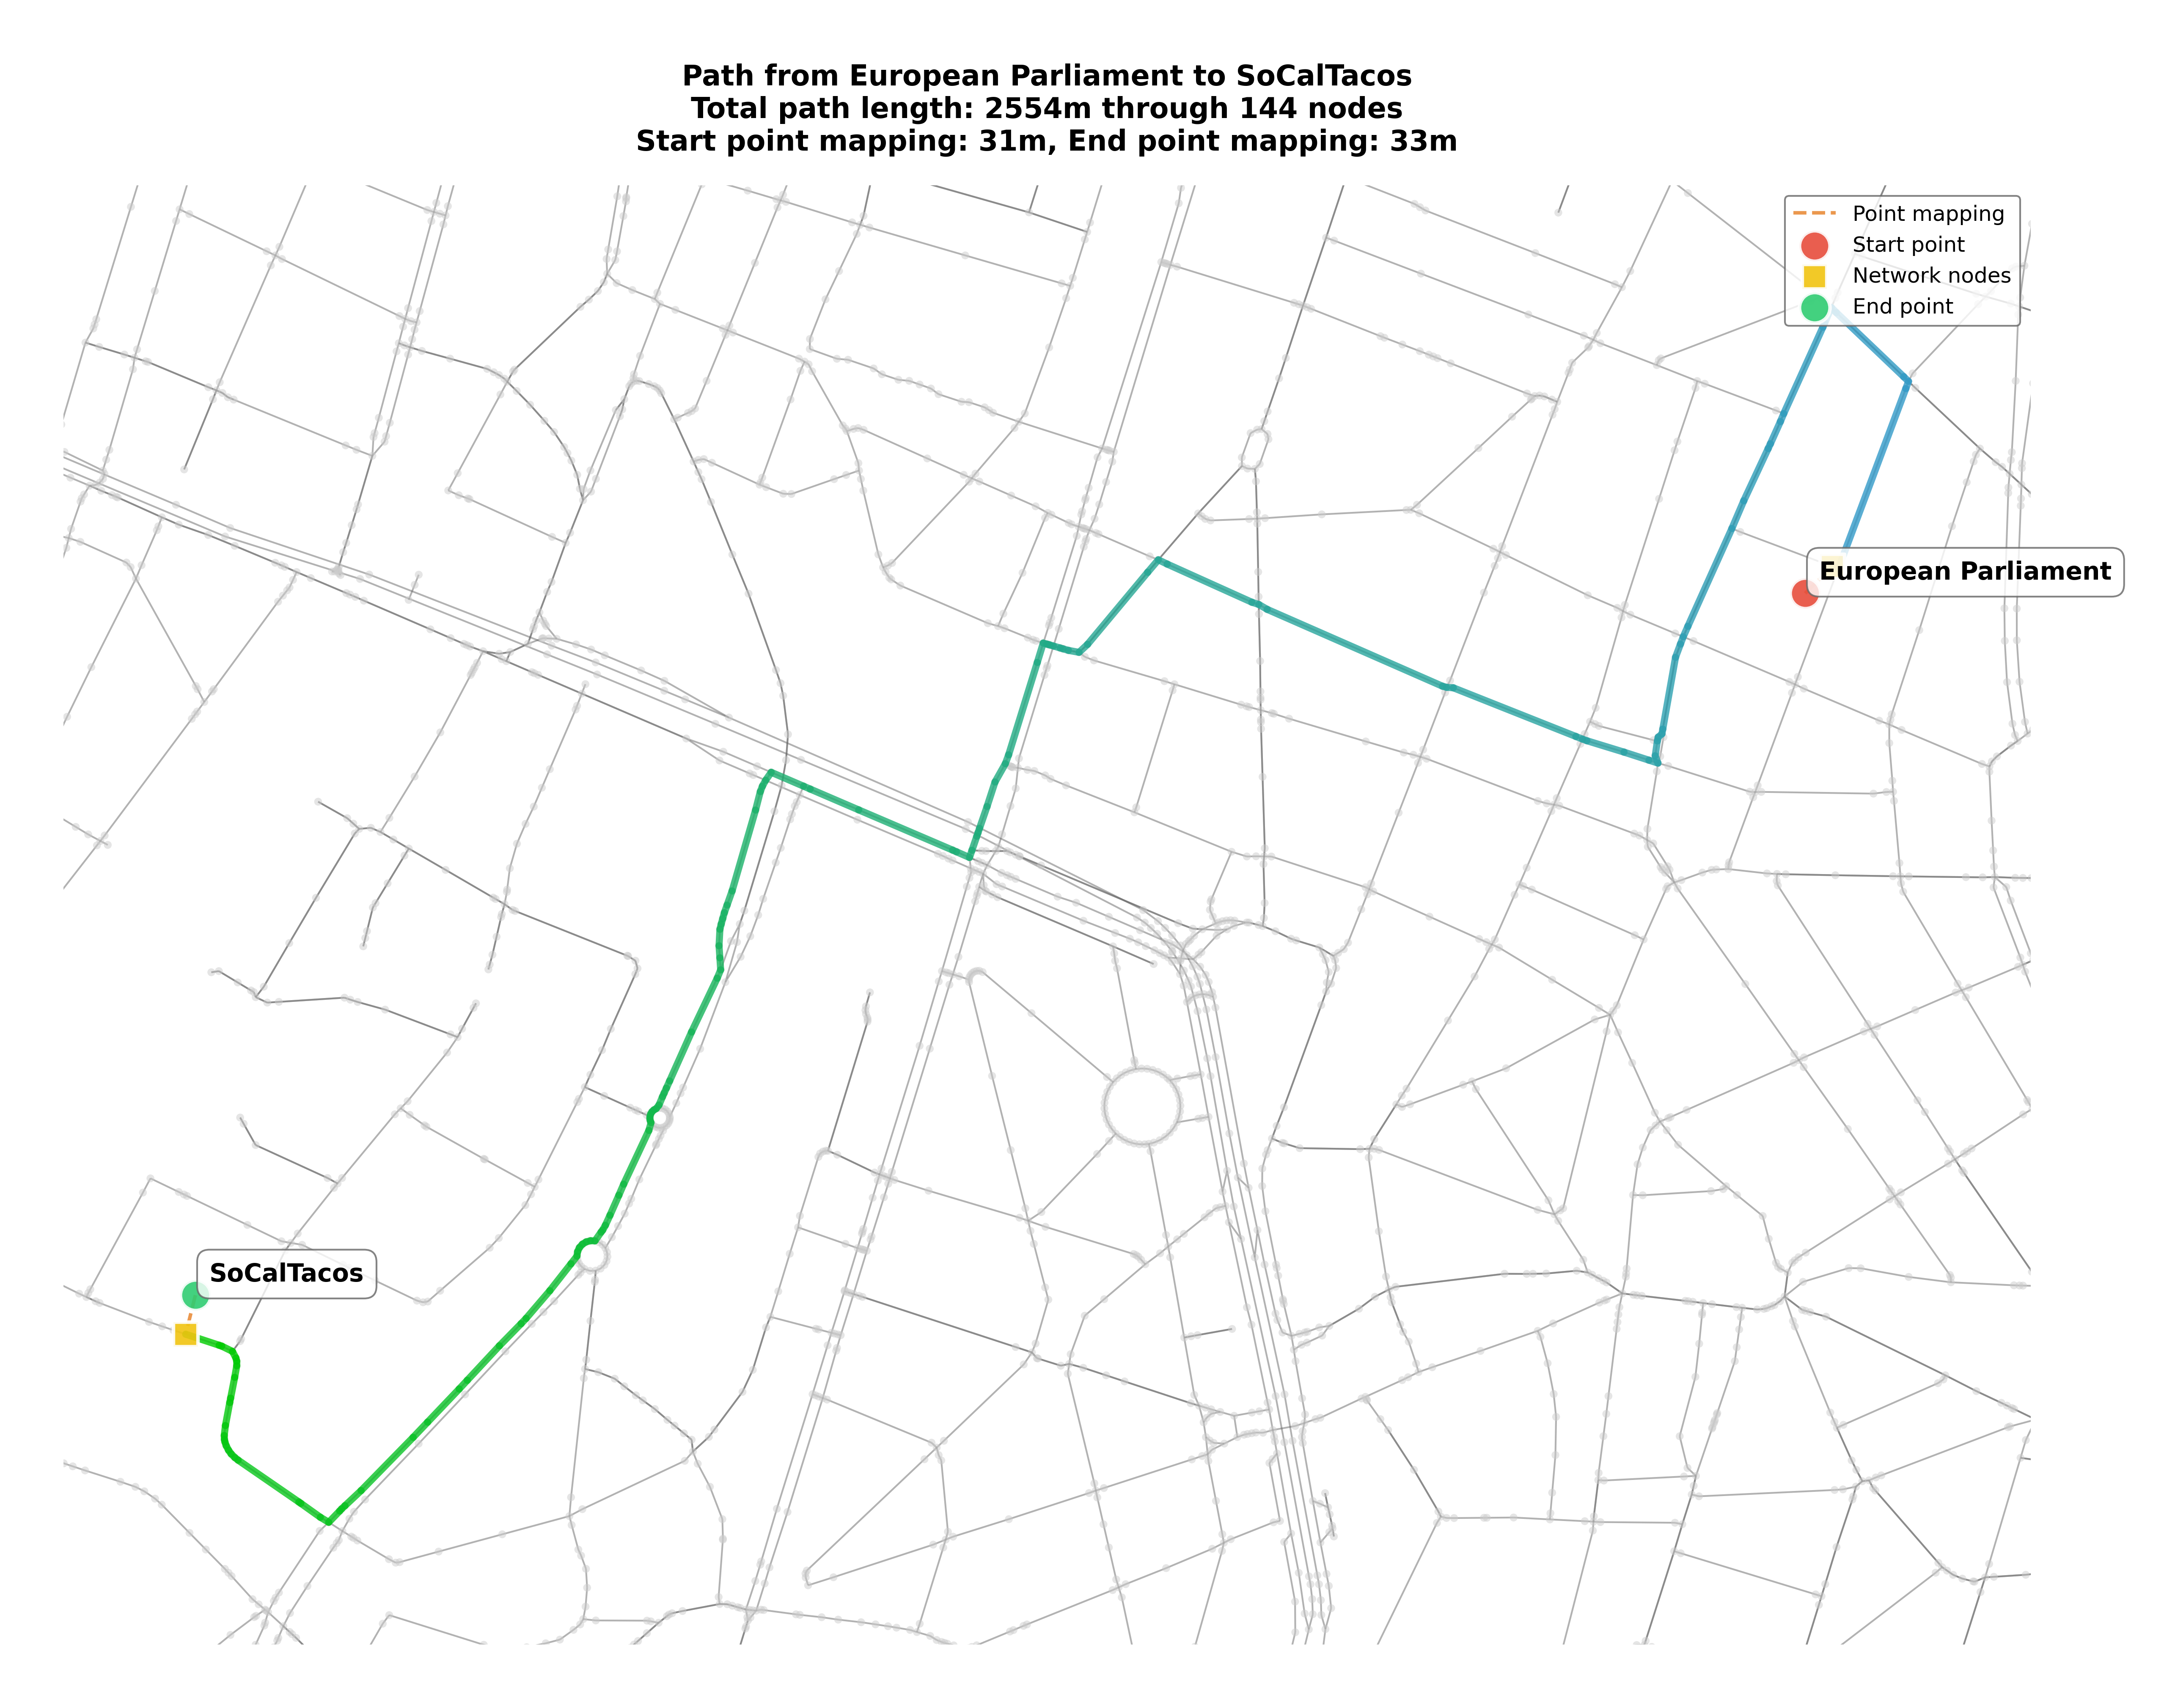 Path from European Parliament to SoCalTacos
Total path length: 2554m through 144 nodes
Start point mapping: 31m, End point mapping: 33m
Point mapping
Start point
Network nodes
End point
European Parliament
SoCalTacos